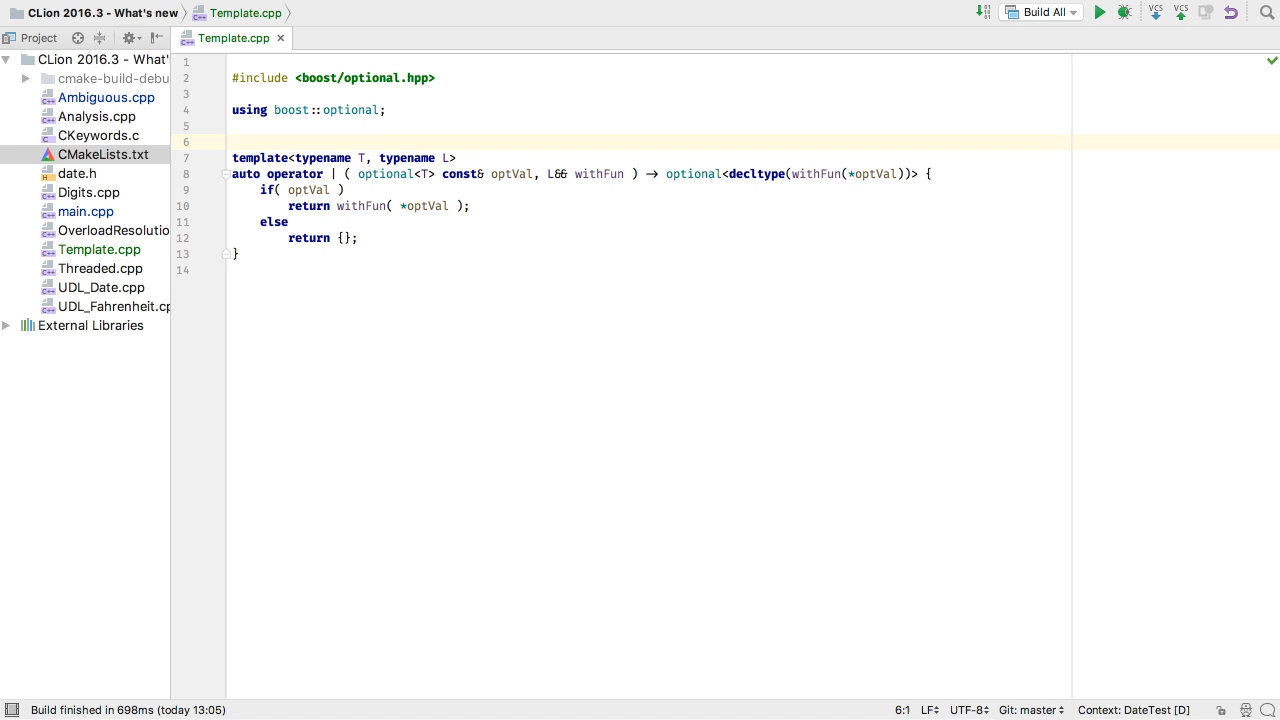 CLion 2016.3 - What's new Template.cpp Build All VCS VCS
Project Template.cpp
CLion 2016.3 - What'
cmake-build-debu
Ambiguous.cpp
Analysis.cpp
CKeywords.c
CMakeLists.txt
date.h
Digits.cpp
main.cpp
OverloadResolutio
Template.cpp
Threaded.cpp
UDL_Date.cpp
UDL_Fahrenheit.cp
External Libraries
1
2 #include <boost/optional.hpp>
3
4 using boost::optional;
5
6
7 template<typename T, typename L>
8 auto operator | ( optional<T> const& optVal, L&& withFun ) -> optional<decltype(withFun(*optVal))> {
9 if( optVal )
10 return withFun( *optVal );
11 else
12 return {};
13 }
14
Build finished in 698ms (today 13:05) 6:1 LF UTF-8 Git: master Context: DateTest [D]